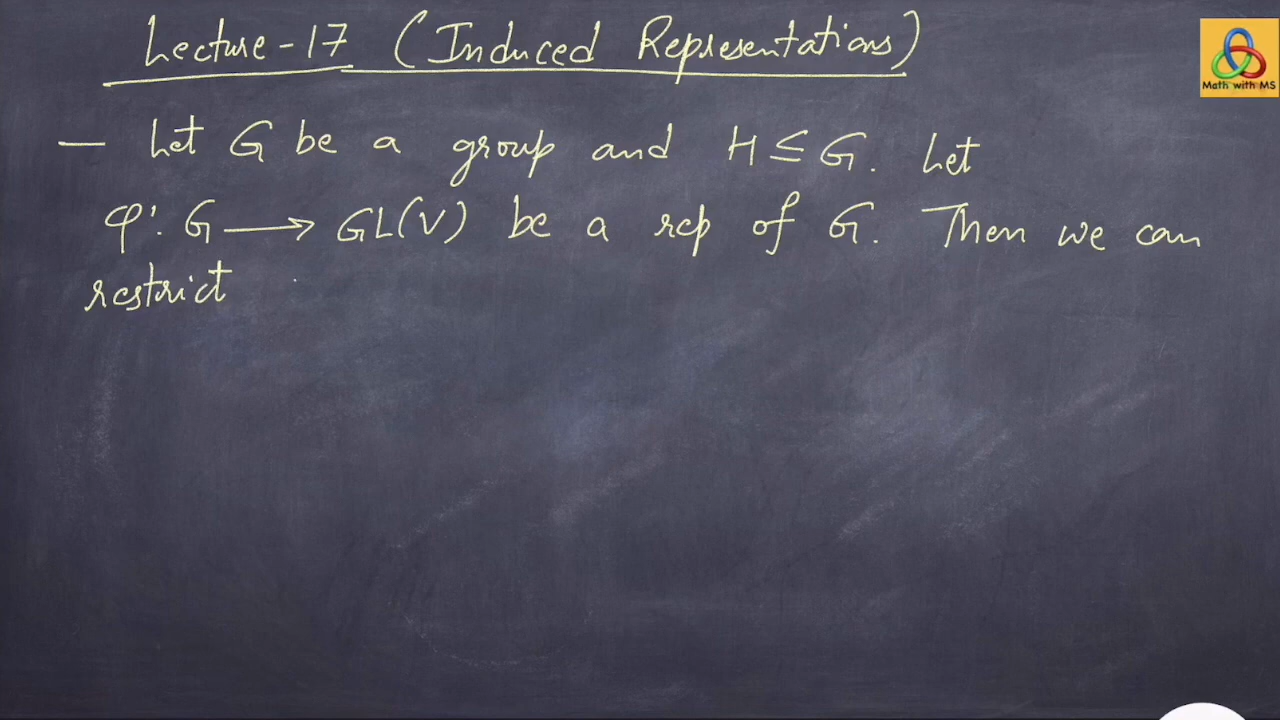 Lecture-17 (Induced Representations)
Math with MS
— Let G be a group and H ≤ G. Let
φ: G ⟶ GL(V) be a rep of G. Then we can
restrict